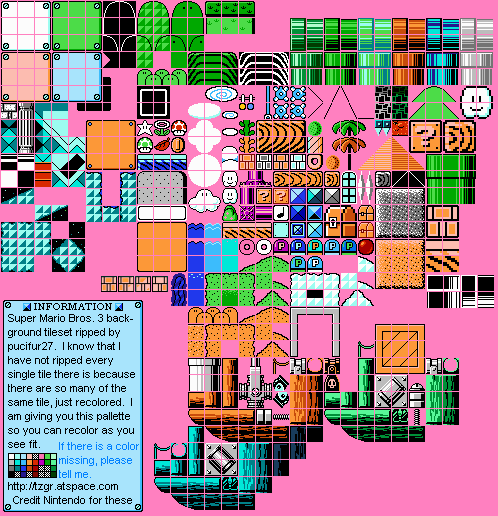 INFORMATION
Super Mario Bros. 3 back-
ground tileset ripped by
pucifur27. I know that I
have not ripped every
single tile there is because
there are so many of the
same tile, just recolored. I
am giving you this pallette
so you can recolor as you
see fit.
If there is a color
missing, please
tell me.
http://tzgr.atspace.com
Credit Nintendo for these
? ?
P P P P
P P